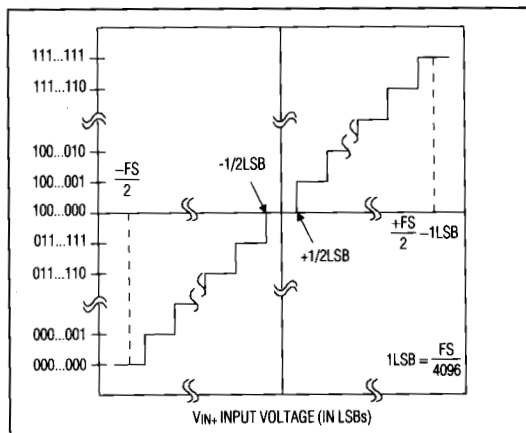 111...111
111...110
100...010
100...001
100...000
011...111
011...110
000...001
000...000
-FS
2
-1/2LSB
+1/2LSB
+FS
2
-1LSB
1LSB = FS
4096
VIN+ INPUT VOLTAGE (IN LSBs)